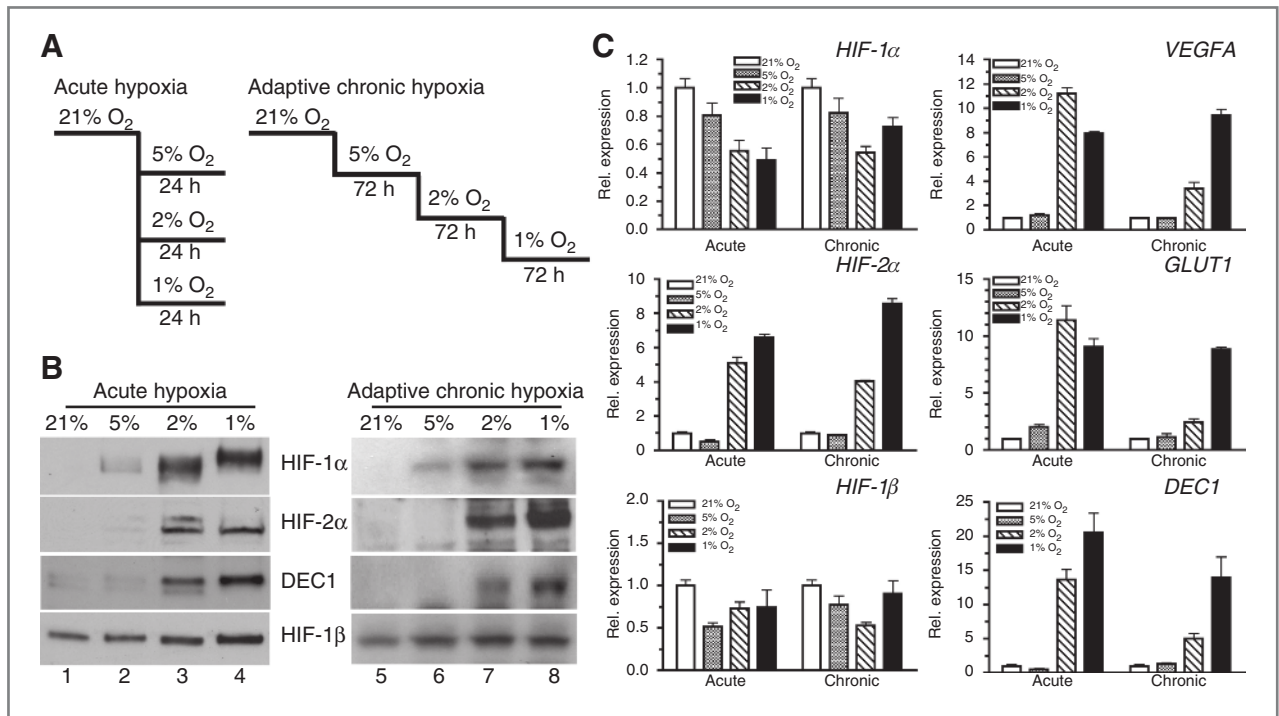 A
Acute hypoxia
21% O2
5% O2
24 h
2% O2
24 h
1% O2
24 h
Adaptive chronic hypoxia
21% O2
5% O2
72 h
2% O2
72 h
1% O2
72 h
B
Acute hypoxia
21% 5% 2% 1%
Adaptive chronic hypoxia
21% 5% 2% 1%
HIF-1α
HIF-2α
DEC1
HIF-1β
1 2 3 4
5 6 7 8
C
HIF-1α
21% O2
5% O2
2% O2
1% O2
Rel. expression
1.2
1.0
0.8
0.6
0.4
0.2
0.0
Acute Chronic
VEGFA
21% O2
5% O2
2% O2
1% O2
Rel. expression
14
12
10
8
6
4
2
0
Acute Chronic
HIF-2α
21% O2
5% O2
2% O2
1% O2
Rel. expression
10
8
6
4
2
0
Acute Chronic
GLUT1
21% O2
5% O2
2% O2
1% O2
Rel. expression
15
10
5
0
Acute Chronic
HIF-1β
21% O2
5% O2
2% O2
1% O2
Rel. expression
2.0
1.5
1.0
0.5
0.0
Acute Chronic
DEC1
21% O2
5% O2
2% O2
1% O2
Rel. expression
25
20
15
10
5
0
Acute Chronic